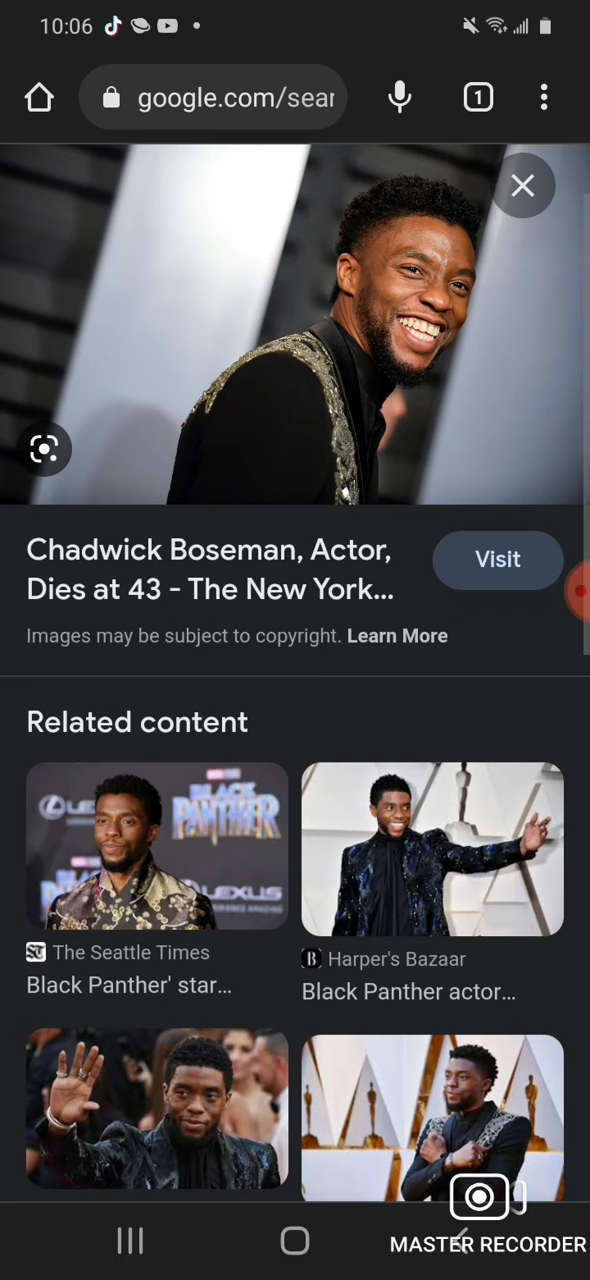 10:06
google.com/sear
1
Chadwick Boseman, Actor,
Dies at 43 - The New York...
Visit
Images may be subject to copyright. Learn More
Related content
BLACK
PANTHER
LEXUS
The Seattle Times
Black Panther' star...
Harper's Bazaar
Black Panther actor...
MASTER RECORDER